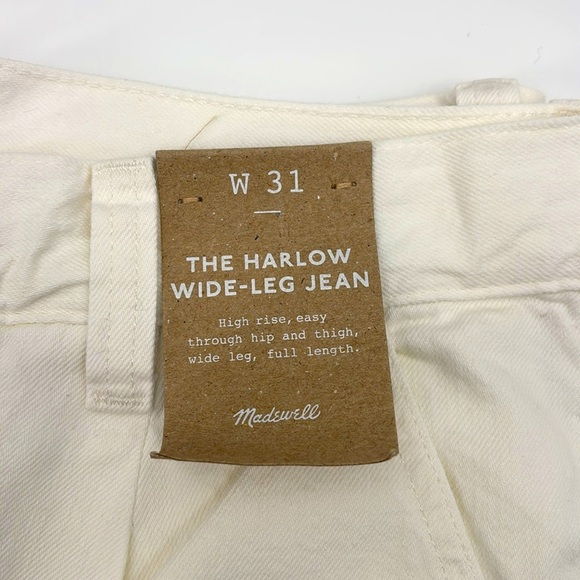 W 31
THE HARLOW
WIDE-LEG JEAN
High rise, easy
through hip and thigh,
wide leg, full length.
Madewell